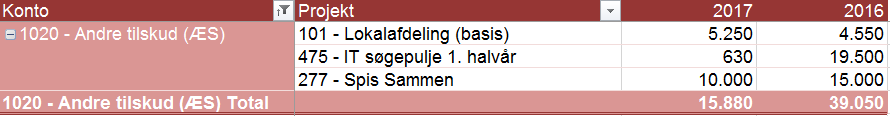 Konto Projekt 2017 2016
1020 - Andre tilskud (ÆS) 101 - Lokalafdeling (basis) 5.250 4.550
475 - IT søgepulje 1. halvår 630 19.500
277 - Spis Sammen 10.000 15.000
1020 - Andre tilskud (ÆS) Total 15.880 39.050